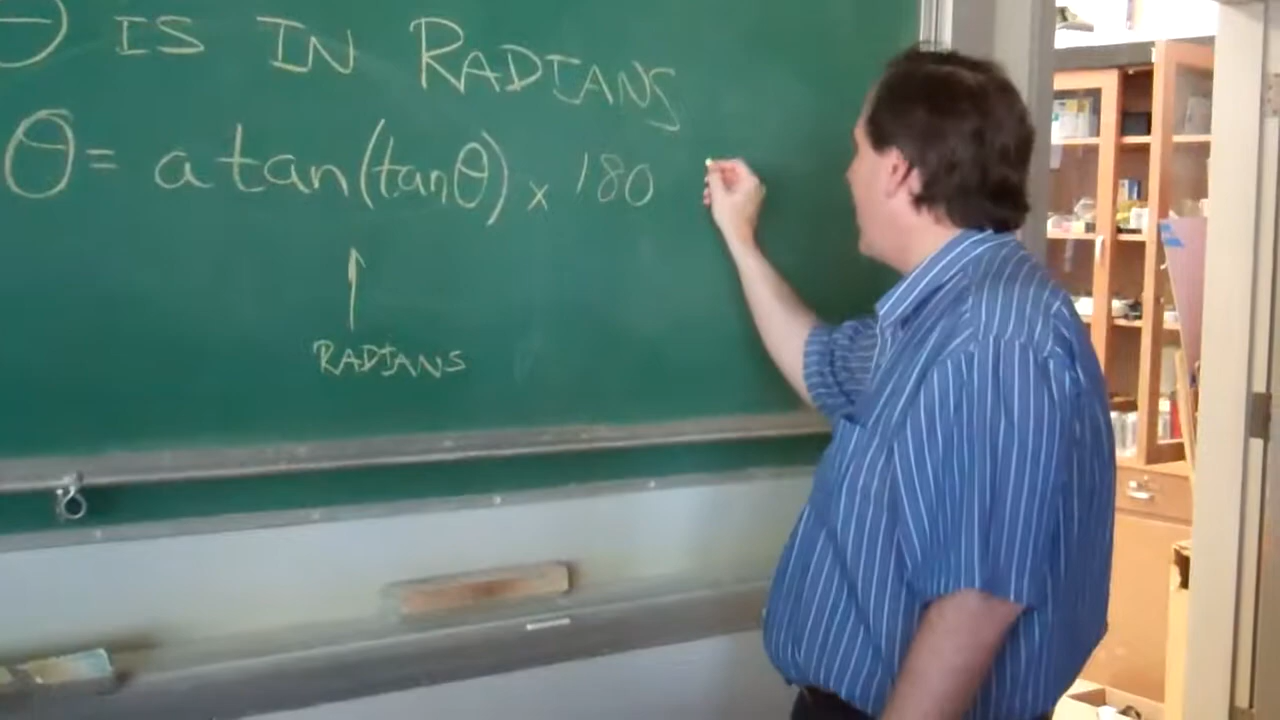 θ IS IN RADIANS
θ = atan(tanθ) x 180
↑
RADIANS